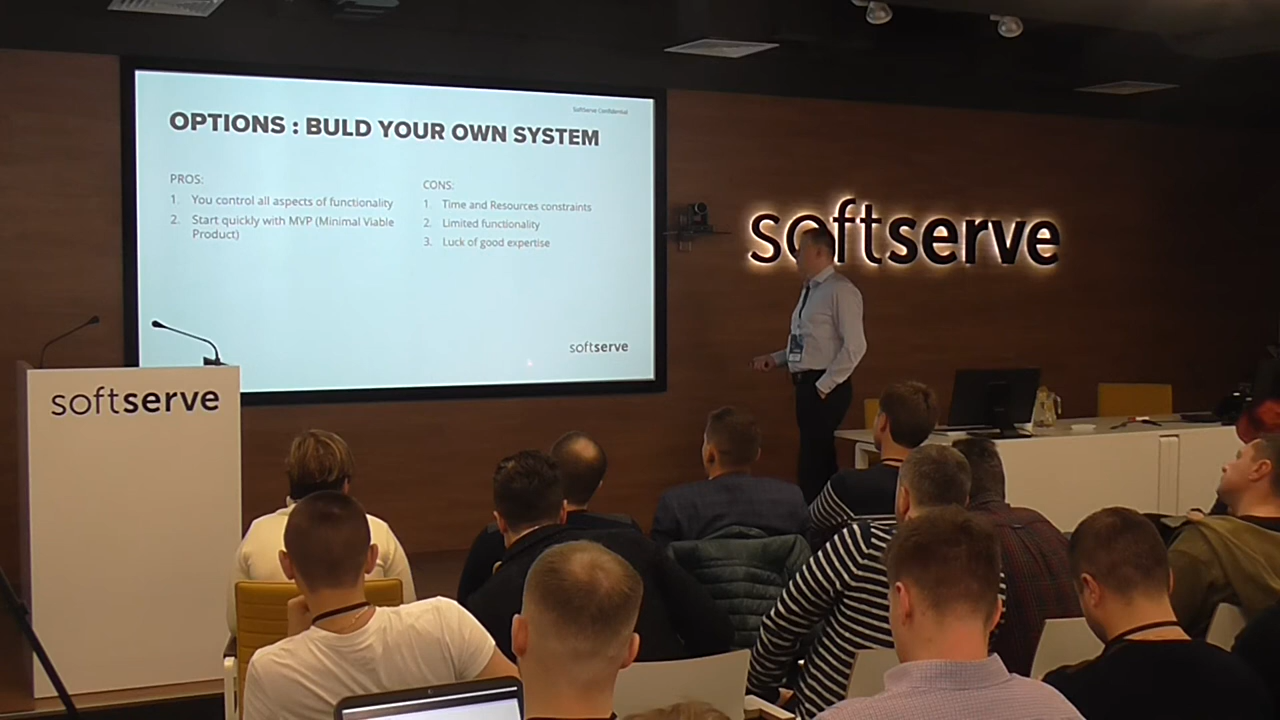 SoftServe Confidential
OPTIONS : BULD YOUR OWN SYSTEM
PROS:
1. You control all aspects of functionality
2. Start quickly with MVP (Minimal Viable
Product)
CONS:
1. Time and Resources constraints
2. Limited functionality
3. Luck of good expertise
softserve
softserve
softserve